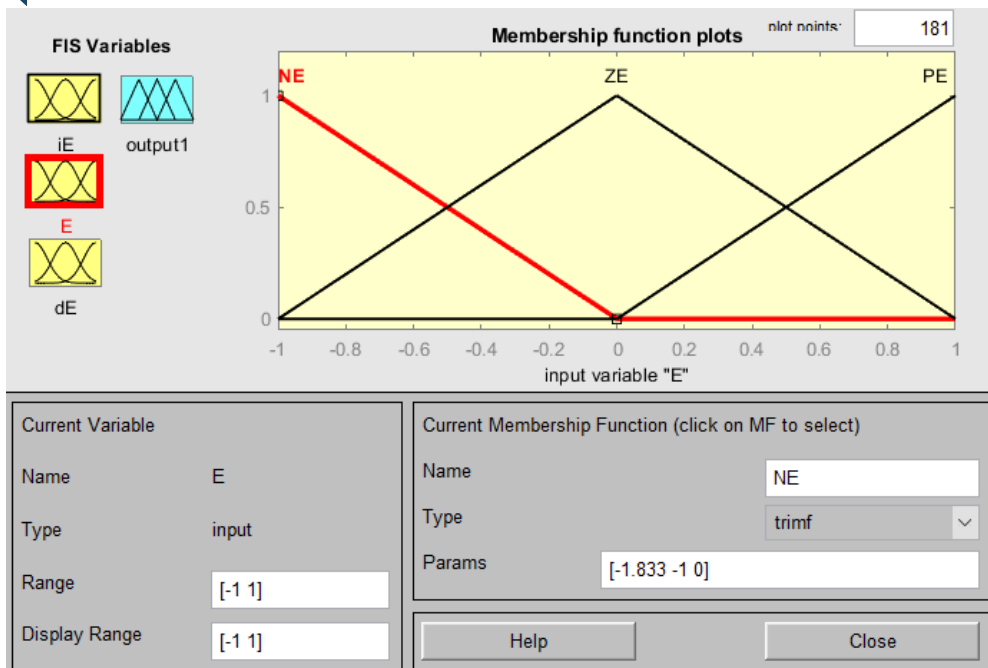 FIS Variables
Membership function plots
plot points:
181
iE
output1
E
dE
NE
ZE
PE
1
0.5
0
-1
-0.8
-0.6
-0.4
-0.2
0
0.2
0.4
0.6
0.8
1
input variable "E"
Current Variable
Name
E
Type
input
Range
[-1 1]
Display Range
[-1 1]
Current Membership Function (click on MF to select)
Name
NE
Type
trimf
Params
[-1.833 -1 0]
Help
Close